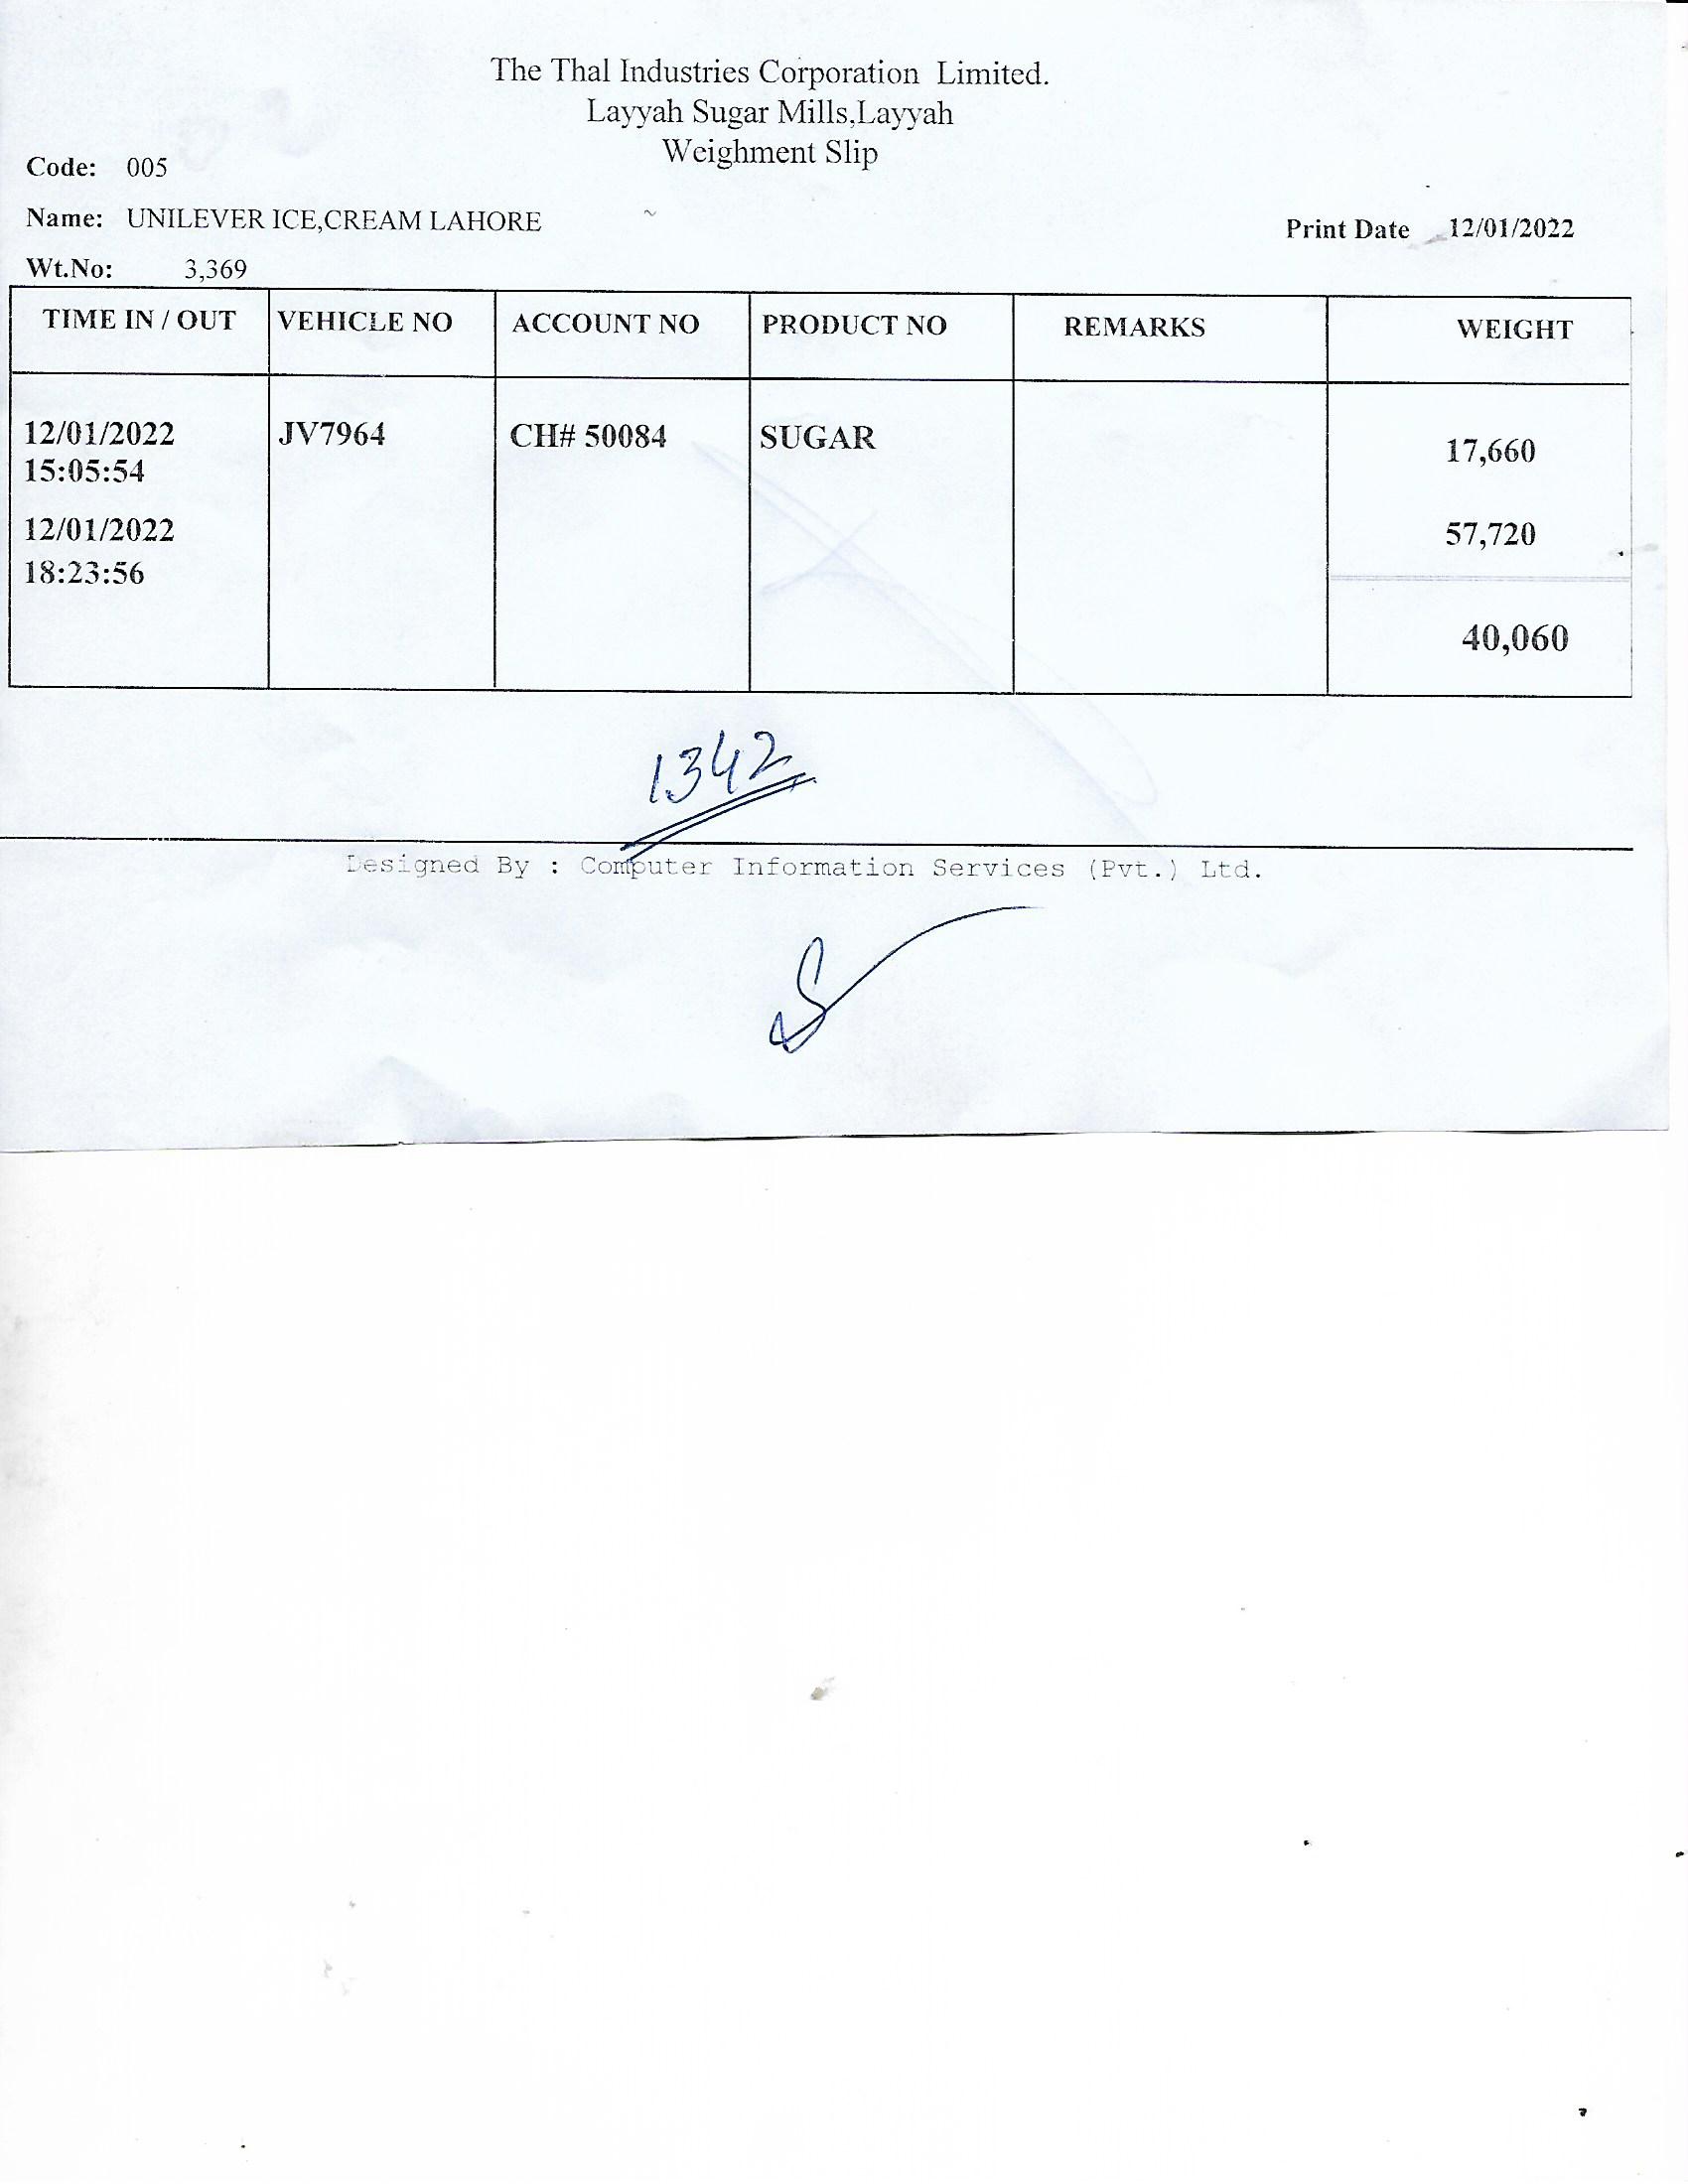 The Thal Industries Corporation Limited.
Layyah Sugar Mills,Layyah
Weighment Slip
Code: 005
Name: UNILEVER ICE,CREAM LAHORE
Print Date 12/01/2022
Wt.No: 3,369
TIME IN / OUT VEHICLE NO ACCOUNT NO PRODUCT NO REMARKS WEIGHT
12/01/2022 JV7964 CH# 50084 SUGAR 17,660
15:05:54
12/01/2022 57,720
18:23:56
40,060
1342
Designed By : Computer Information Services (Pvt.) Ltd.